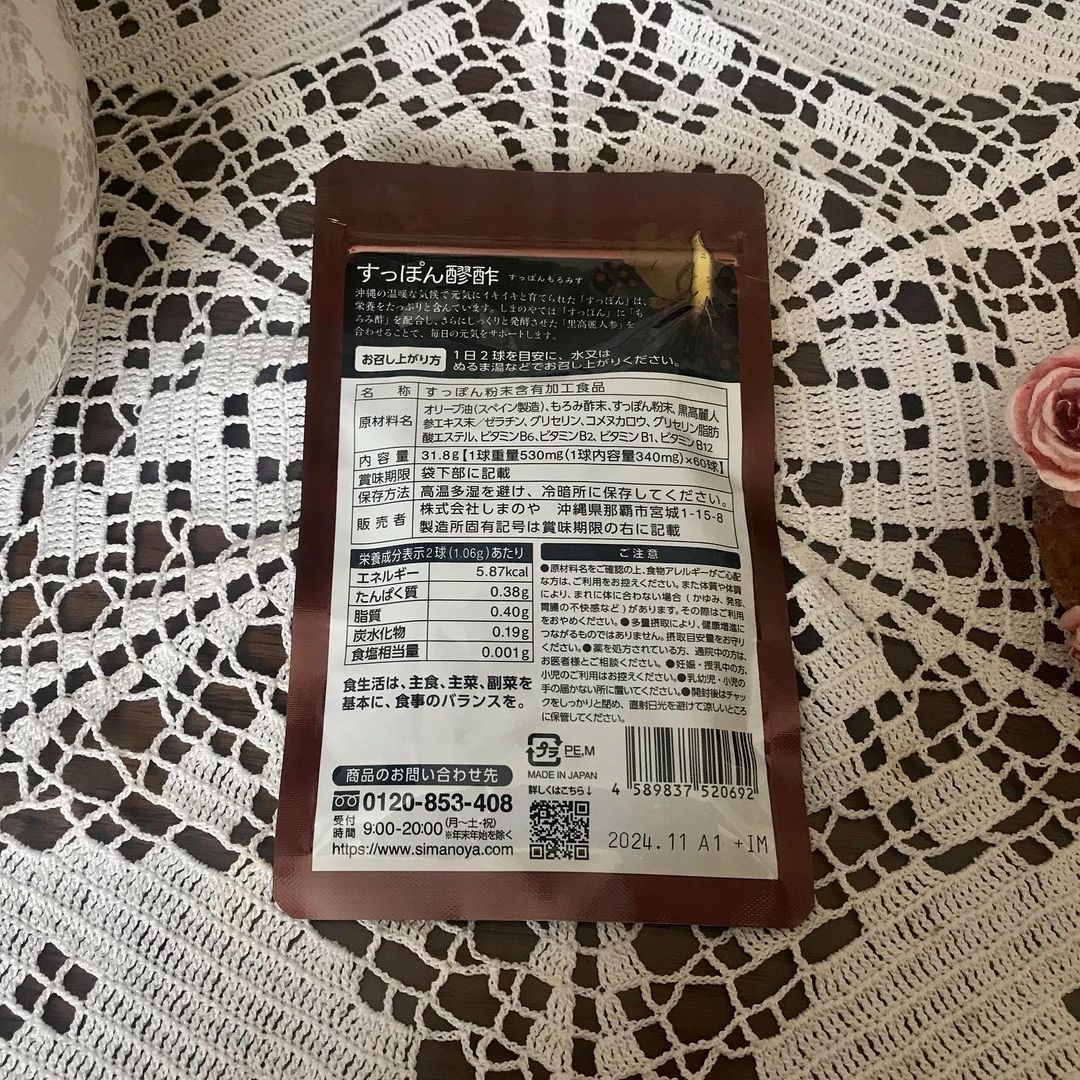 すっぽん醪酢 すっぽんもろみす
沖縄の温暖な気候で元気にイキイキと育てられた「すっぽん」は、
栄養をたっぷりと含んでいます。しまのやでは「すっぽん」に「も
ろみ酢」を配合し、さらにじっくりと発酵させた「黒高麗人参」を
合わせることで、毎日の元気をサポートします。
お召し上がり方 1日2球を目安に、水又は
ぬるま湯などでお召し上がりください。
名 称 すっぽん粉末含有加工食品
原材料名 オリーブ油(スペイン製造)、もろみ酢末、すっぽん粉末、黒高麗人
参エキス末/ゼラチン、グリセリン、コメヌカロウ、グリセリン脂肪
酸エステル、ビタミンB6、ビタミンB2、ビタミンB1、ビタミンB12
内容量 31.8g【1球重量530mg(1球内容量340mg)×60球】
賞味期限 袋下部に記載
保存方法 高温多湿を避け、冷暗所に保存してください。
販売者 株式会社しまのや 沖縄県那覇市宮城1-15-8
製造所固有記号は賞味期限の右に記載
栄養成分表示2球(1.06g)あたり
エネルギー 5.87kcal
たんぱく質 0.38g
脂質 0.40g
炭水化物 0.19g
食塩相当量 0.001g
食生活は、主食、主菜、副菜を
基本に、食事のバランスを。
ご注意
●原材料名をご確認の上、食物アレルギーがご心配
な方は、ご利用をお控えください。また体質や体調
により、まれに体に合わない場合(かゆみ、発疹、
胃腸の不快感など)があります。その際はご利用
をおやめください。●多量摂取により、健康増進に
つながるものではありません。摂取目安量をお守り
ください。●薬を処方されている方、通院中の方は、
お医者様とご相談ください。●妊娠・授乳中の方、
小児のご利用はお控えください。●乳幼児・小児の
手の届かない所に置いてください。●開封後はチャッ
クをしっかりと閉め、直射日光を避けて涼しいところ
に保管してください。
プラ PE,M
MADE IN JAPAN
詳しくはこちら↓
4 589837 520692
商品のお問い合わせ先
0120-853-408
受付時間 9:00-20:00 (月〜土・祝) ※年末年始を除く
https://www.simanoya.com
2024.11 A1 +IM